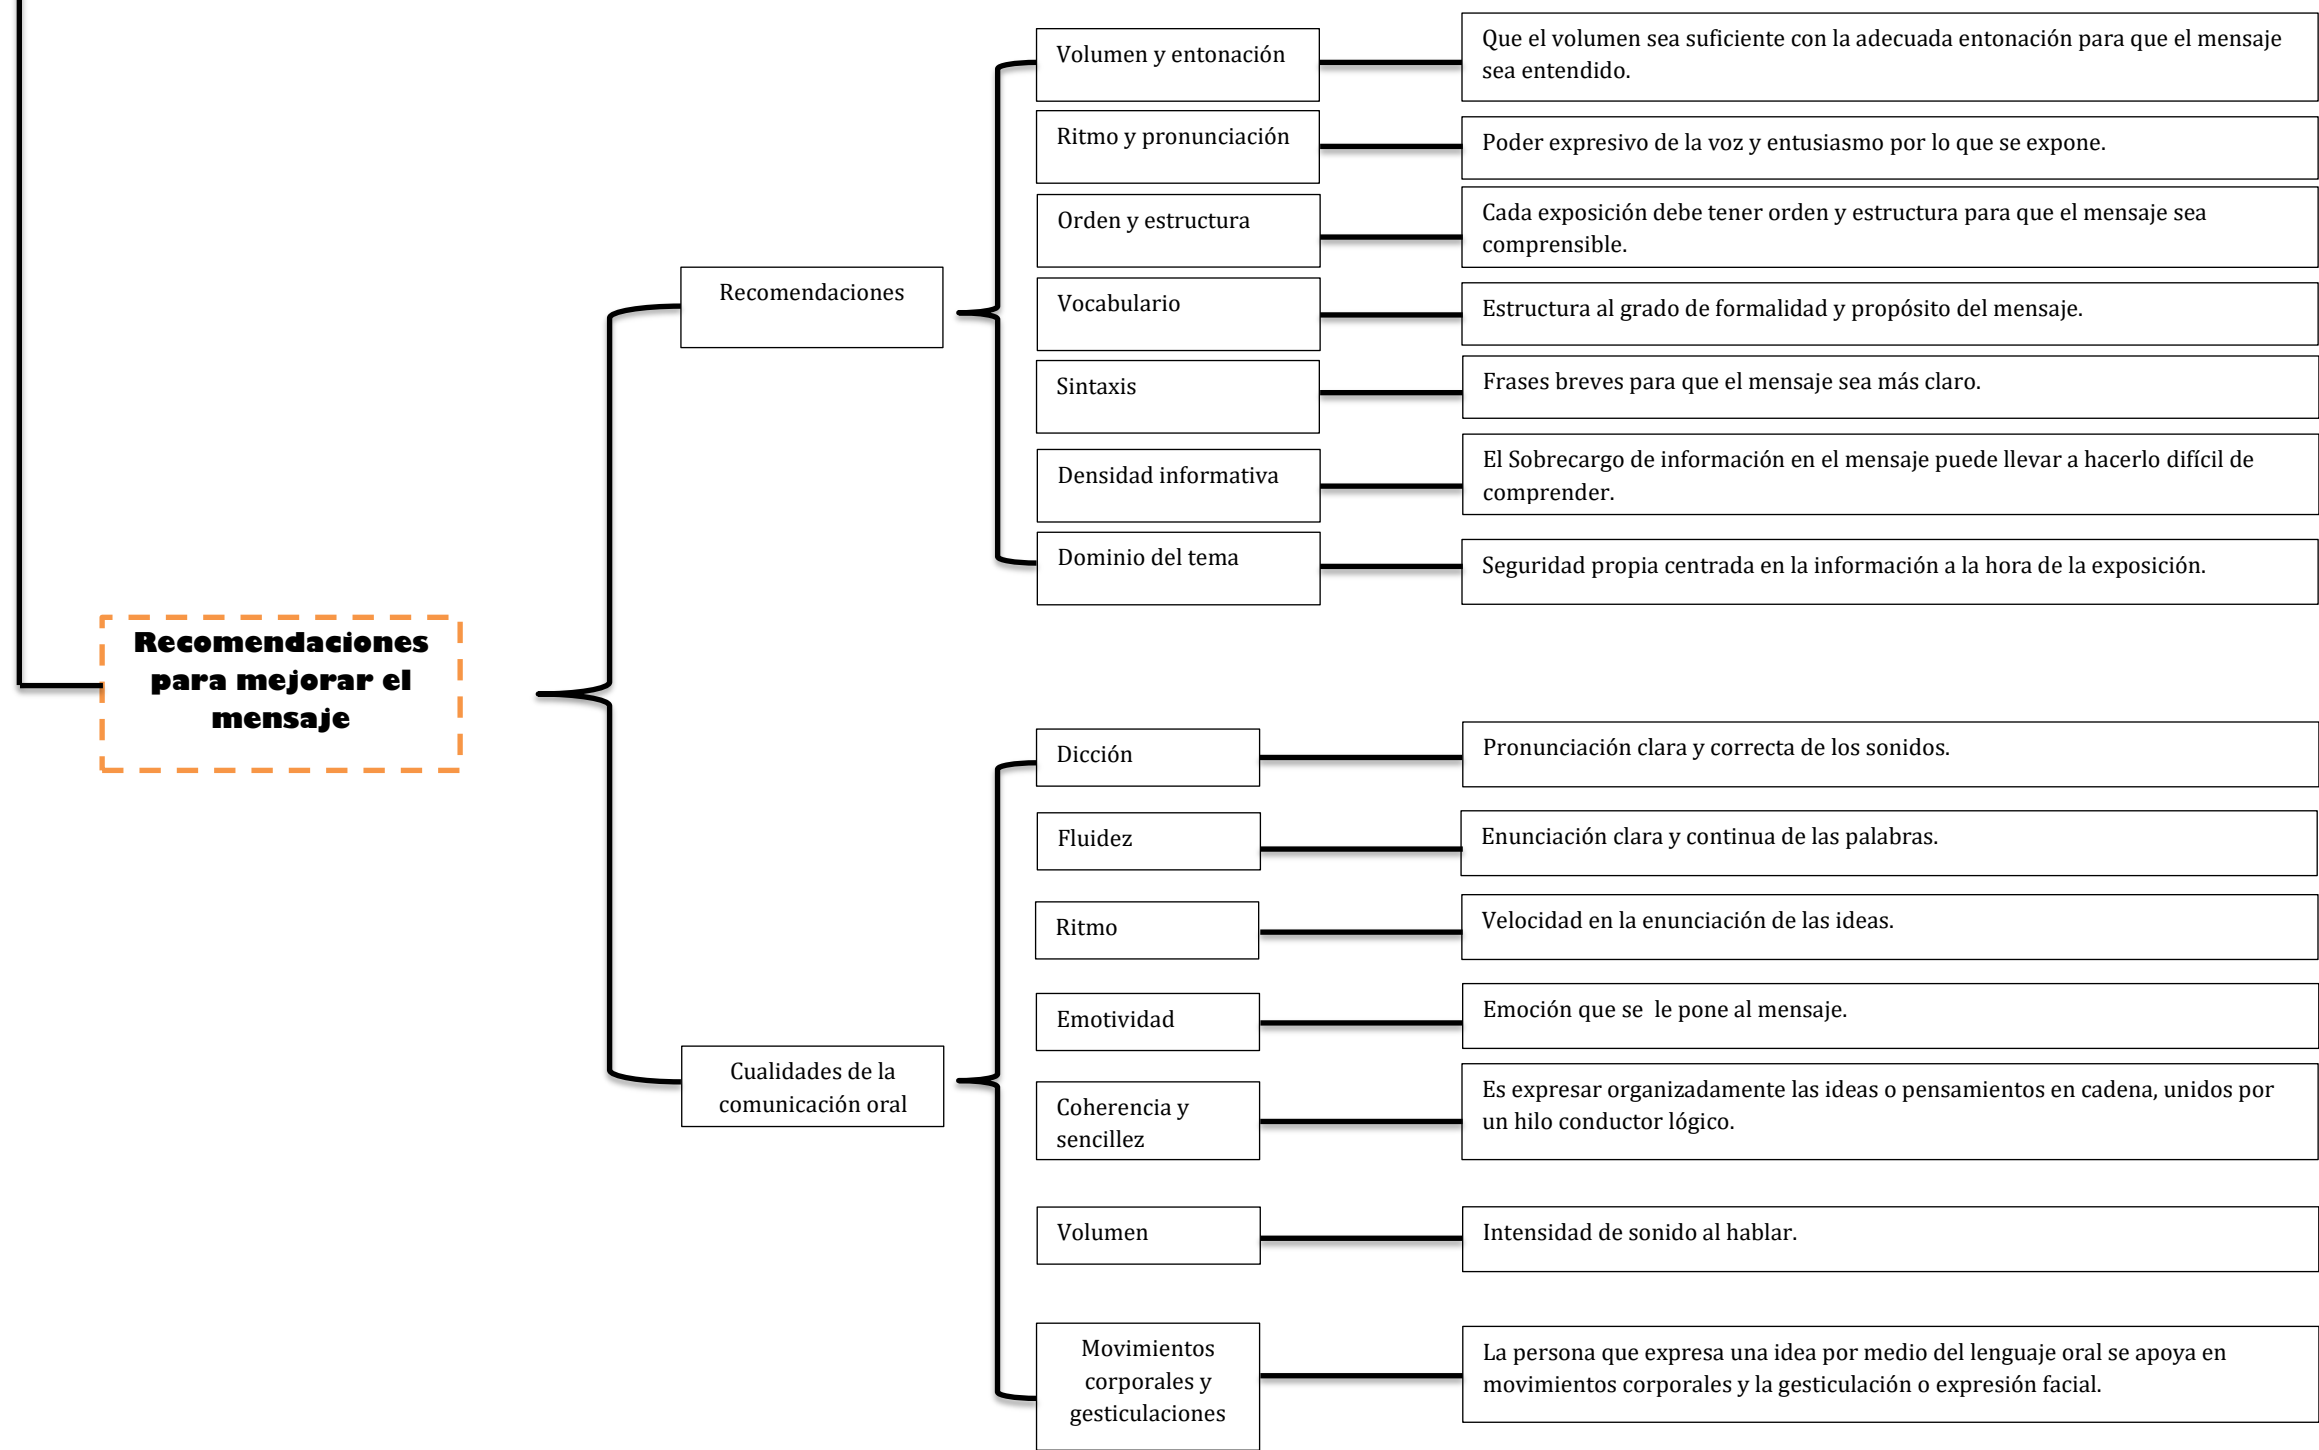 Volumen y entonación
Que el volumen sea suficiente con la adecuada entonación para que el mensaje
sea entendido.
Ritmo y pronunciación
Poder expresivo de la voz y entusiasmo por lo que se expone.
Orden y estructura
Cada exposición debe tener orden y estructura para que el mensaje sea
comprensible.
Recomendaciones
Vocabulario
Estructura al grado de formalidad y propósito del mensaje.
Sintaxis
Frases breves para que el mensaje sea más claro.
Densidad informativa
El Sobrecargo de información en el mensaje puede llevar a hacerlo difícil de
comprender.
Dominio del tema
Seguridad propia centrada en la información a la hora de la exposición.
Recomendaciones
para mejorar el
mensaje
Dicción
Pronunciación clara y correcta de los sonidos.
Fluidez
Enunciación clara y continua de las palabras.
Ritmo
Velocidad en la enunciación de las ideas.
Emotividad
Emoción que se  le pone al mensaje.
Cualidades de la
comunicación oral
Coherencia y
sencillez
Es expresar organizadamente las ideas o pensamientos en cadena, unidos por
un hilo conductor lógico.
Volumen
Intensidad de sonido al hablar.
Movimientos
corporales y
gesticulaciones
La persona que expresa una idea por medio del lenguaje oral se apoya en
movimientos corporales y la gesticulación o expresión facial.